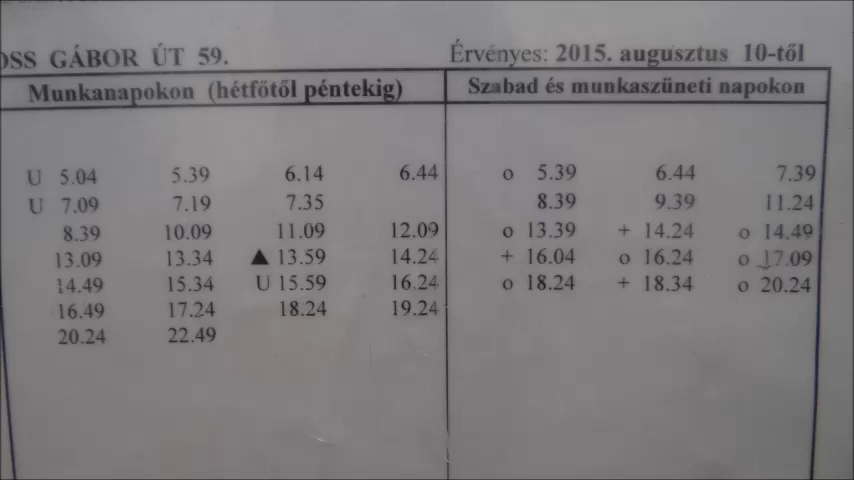 OSS GÁBOR ÚT 59.
Érvényes: 2015. augusztus 10-től
Munkanapokon (hétfőtől péntekig)
Szabad és munkaszüneti napokon
U 5.04 5.39 6.14 6.44
U 7.09 7.19 7.35
8.39 10.09 11.09 12.09
13.09 13.34 ▲ 13.59 14.24
14.49 15.34 U 15.59 16.24
16.49 17.24 18.24 19.24
20.24 22.49
o 5.39 6.44 7.39
8.39 9.39 11.24
o 13.39 + 14.24 o 14.49
+ 16.04 o 16.24 o 17.09
o 18.24 + 18.34 o 20.24